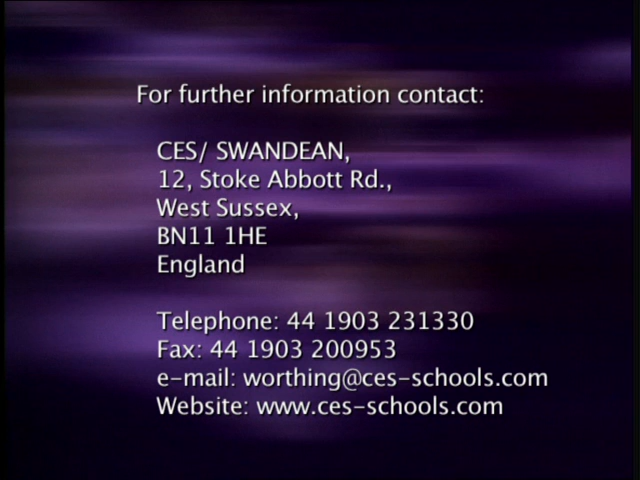 For further information contact:
CES/ SWANDEAN,
12, Stoke Abbott Rd.,
West Sussex,
BN11 1HE
England
Telephone: 44 1903 231330
Fax: 44 1903 200953
e-mail: worthing@ces-schools.com
Website: www.ces-schools.com